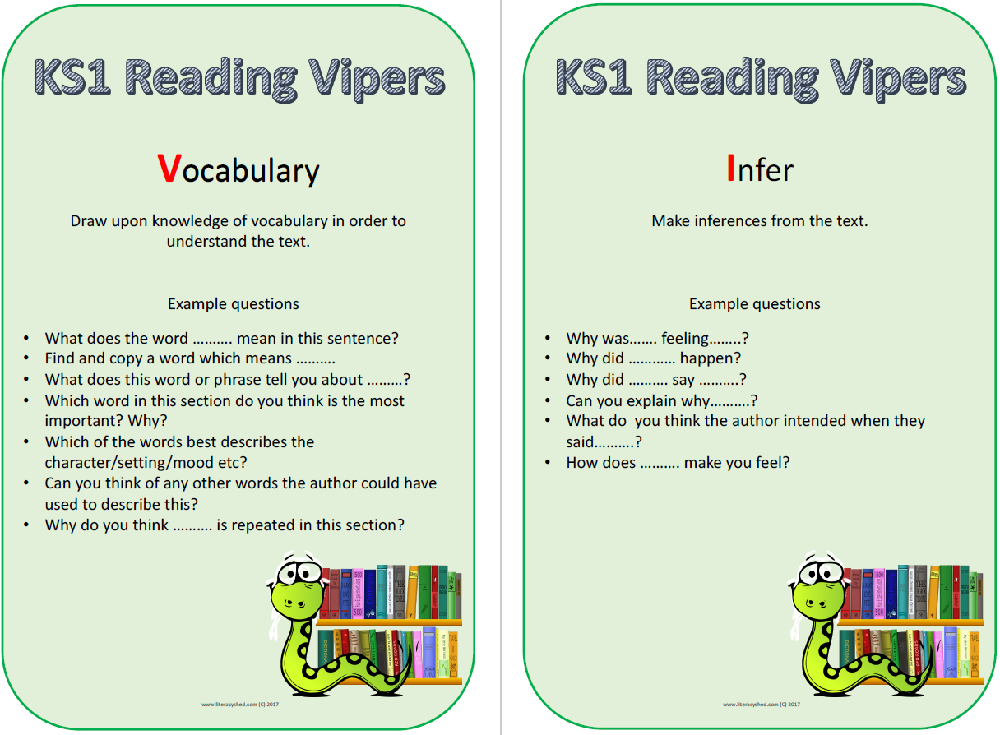 KS1 Reading Vipers
Vocabulary
Draw upon knowledge of vocabulary in order to
understand the text.
Example questions
• What does the word ………. mean in this sentence?
• Find and copy a word which means ……….
• What does this word or phrase tell you about ………?
• Which word in this section do you think is the most
important? Why?
• Which of the words best describes the
character/setting/mood etc?
• Can you think of any other words the author could have
used to describe this?
• Why do you think ………. is repeated in this section?
www.literacyshed.com (C) 2017
KS1 Reading Vipers
Infer
Make inferences from the text.
Example questions
• Why was……. feeling……..?
• Why did ………… happen?
• Why did ………. say ……….?
• Can you explain why……….?
• What do  you think the author intended when they
said……….?
• How does ………. make you feel?
www.literacyshed.com (C) 2017